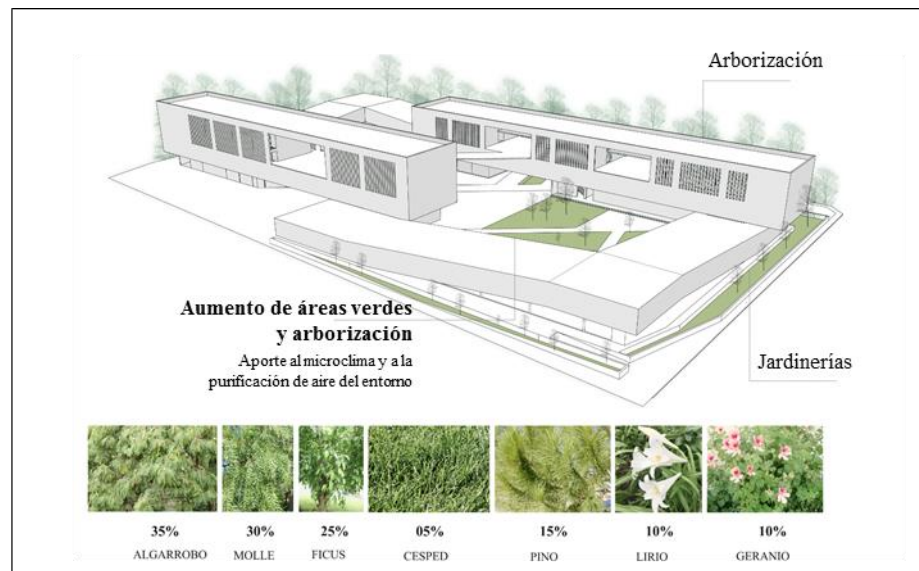 Arborización
Aumento de áreas verdes
y arborización
Aporte al microclima y a la
purificación de aire del entorno
Jardinerías
35% 30% 25% 05% 15% 10% 10%
ALGARROBO MOLLE FICUS CESPED PINO LIRIO GERANIO